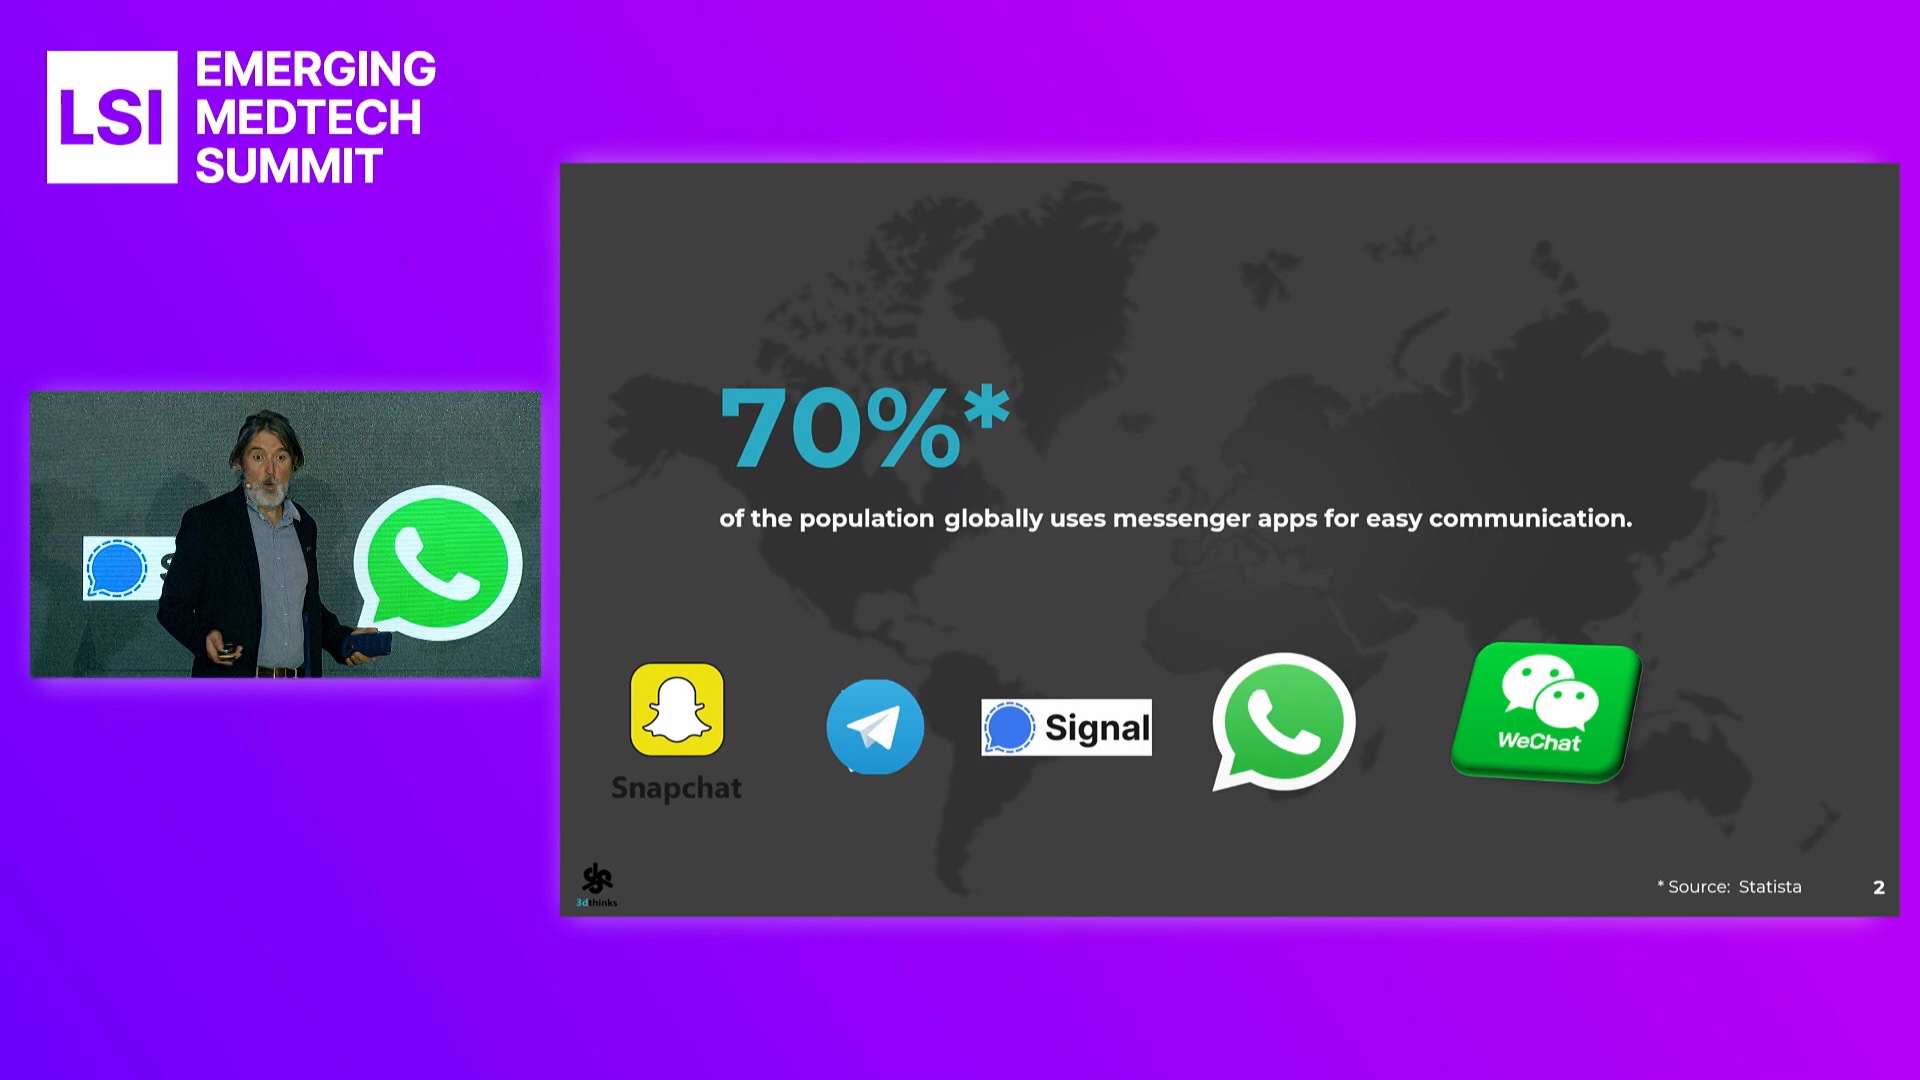 LSI
EMERGING
MEDTECH
SUMMIT
70%*
of the population globally uses messenger apps for easy communication.
Snapchat
Signal
WeChat
3dthinks
* Source: Statista
2